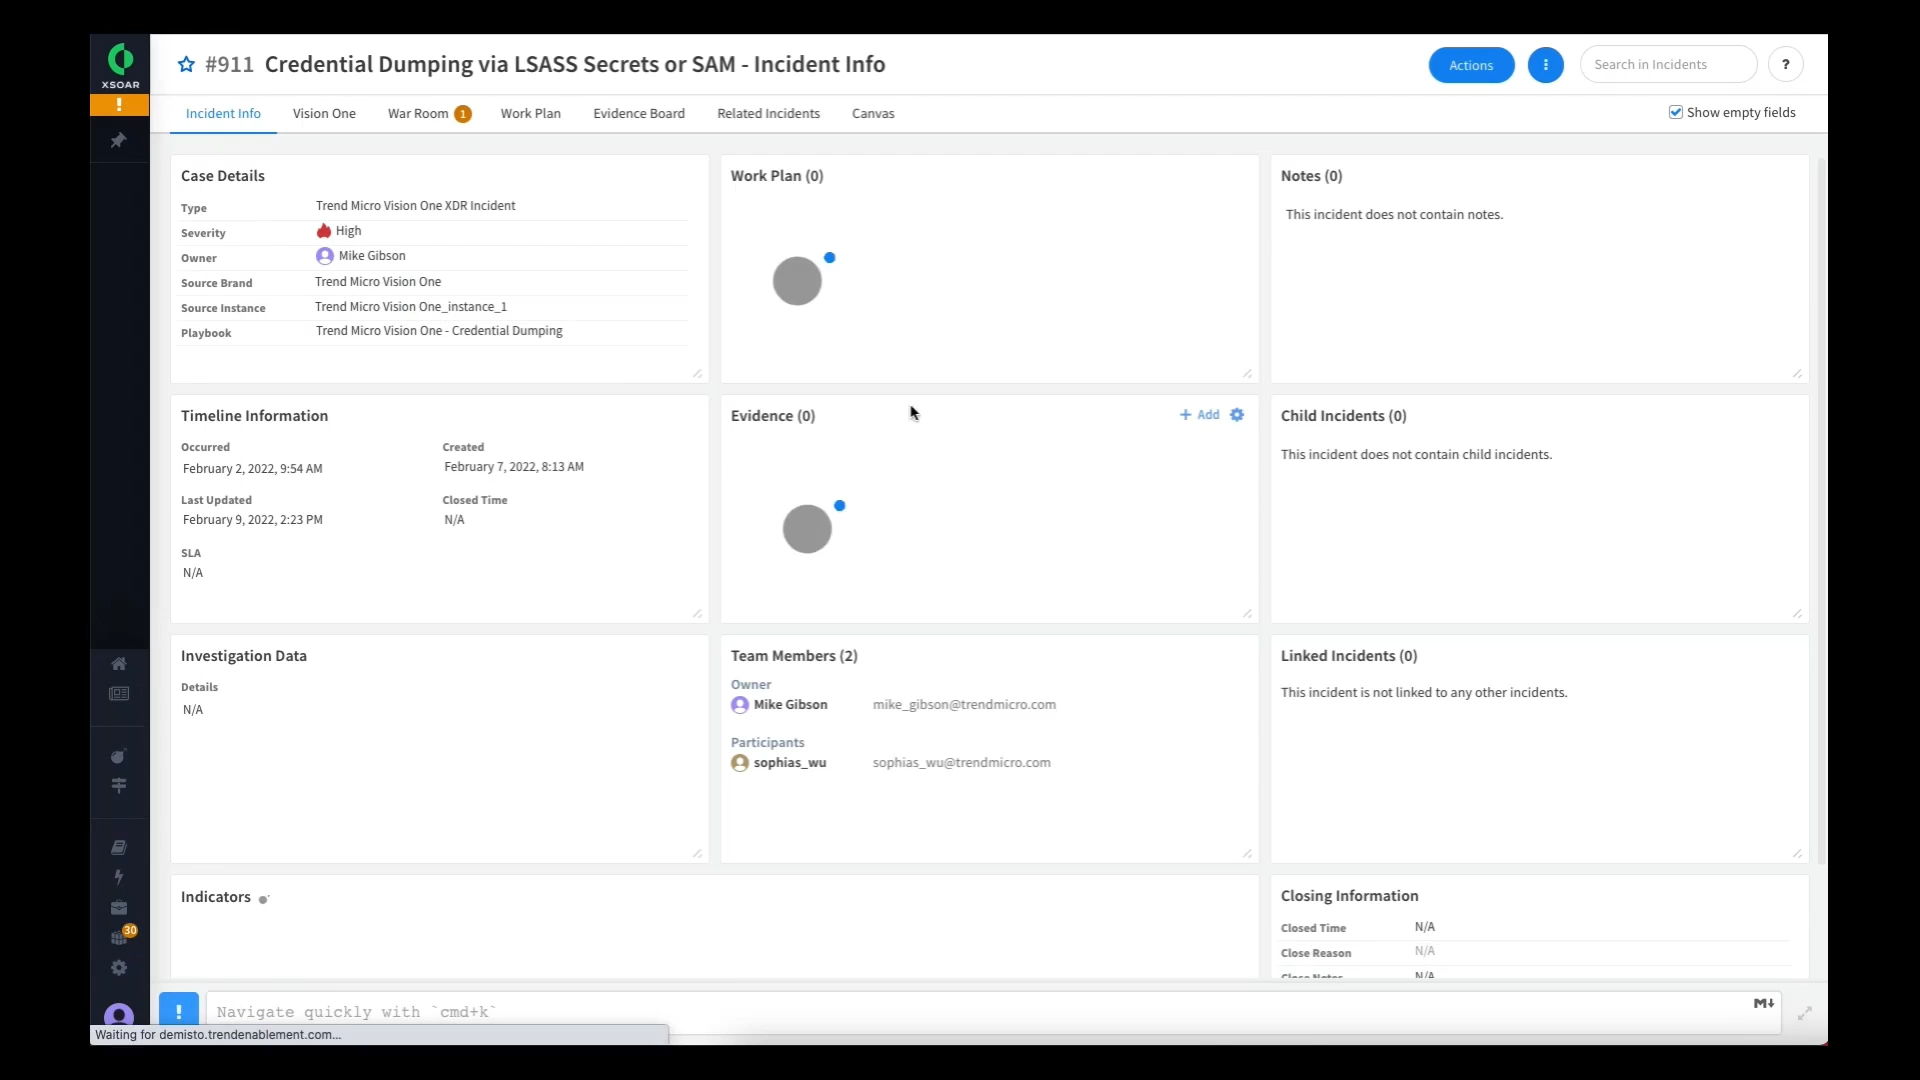 XSOAR
#911 Credential Dumping via LSASS Secrets or SAM - Incident Info
Actions
Search in Incidents
?
Incident Info
Vision One
War Room 1
Work Plan
Evidence Board
Related Incidents
Canvas
Show empty fields
Case Details
Type Trend Micro Vision One XDR Incident
Severity High
Owner Mike Gibson
Source Brand Trend Micro Vision One
Source Instance Trend Micro Vision One_instance_1
Playbook Trend Micro Vision One - Credential Dumping
Work Plan (0)
Notes (0)
This incident does not contain notes.
Timeline Information
Occurred Created
February 2, 2022, 9:54 AM February 7, 2022, 8:13 AM
Last Updated Closed Time
February 9, 2022, 2:23 PM N/A
SLA
N/A
Evidence (0)
+ Add
Child Incidents (0)
This incident does not contain child incidents.
Investigation Data
Details
N/A
Team Members (2)
Owner
Mike Gibson mike_gibson@trendmicro.com
Participants
sophias_wu sophias_wu@trendmicro.com
Linked Incidents (0)
This incident is not linked to any other incidents.
Indicators
Closing Information
Closed Time N/A
Close Reason N/A
Close Notes N/A
30
!
Navigate quickly with `cmd+k`
M
Waiting for demisto.trendenablement.com...